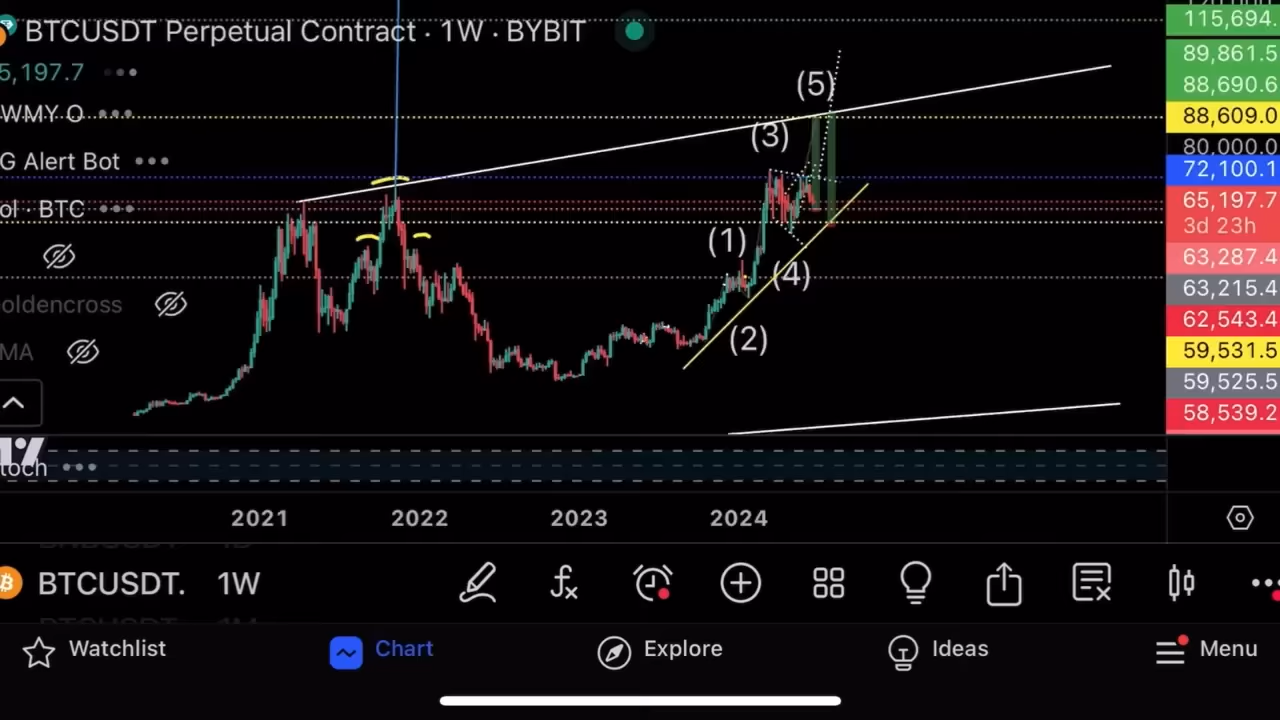 BTCUSDT Perpetual Contract · 1W · BYBIT
5,197.7
WMY O
G Alert Bot
ol · BTC
oldencross
MA
toch
(1)
(2)
(3)
(4)
(5)
115,694.
89,861.5
88,690.6
88,609.0
80,000.0
72,100.1
65,197.7
3d 23h
63,287.4
63,215.4
62,543.4
59,531.5
59,525.5
58,539.2
2021 2022 2023 2024
BTCUSDT. 1W
Watchlist Chart Explore Ideas Menu